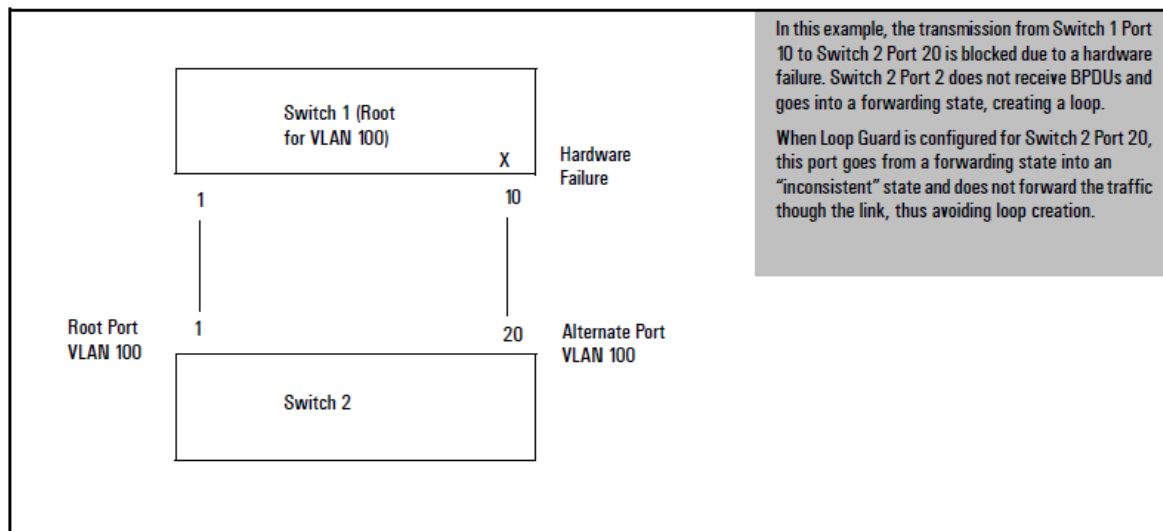 In this example, the transmission from Switch 1 Port
10 to Switch 2 Port 20 is blocked due to a hardware
failure. Switch 2 Port 2 does not receive BPDUs and
goes into a forwarding state, creating a loop.
When Loop Guard is configured for Switch 2 Port 20,
this port goes from a forwarding state into an
“inconsistent” state and does not forward the traffic
though the link, thus avoiding loop creation.
Switch 1 (Root
for VLAN 100)
X
Hardware
Failure
1
10
Root Port
VLAN 100
1
20
Alternate Port
VLAN 100
Switch 2